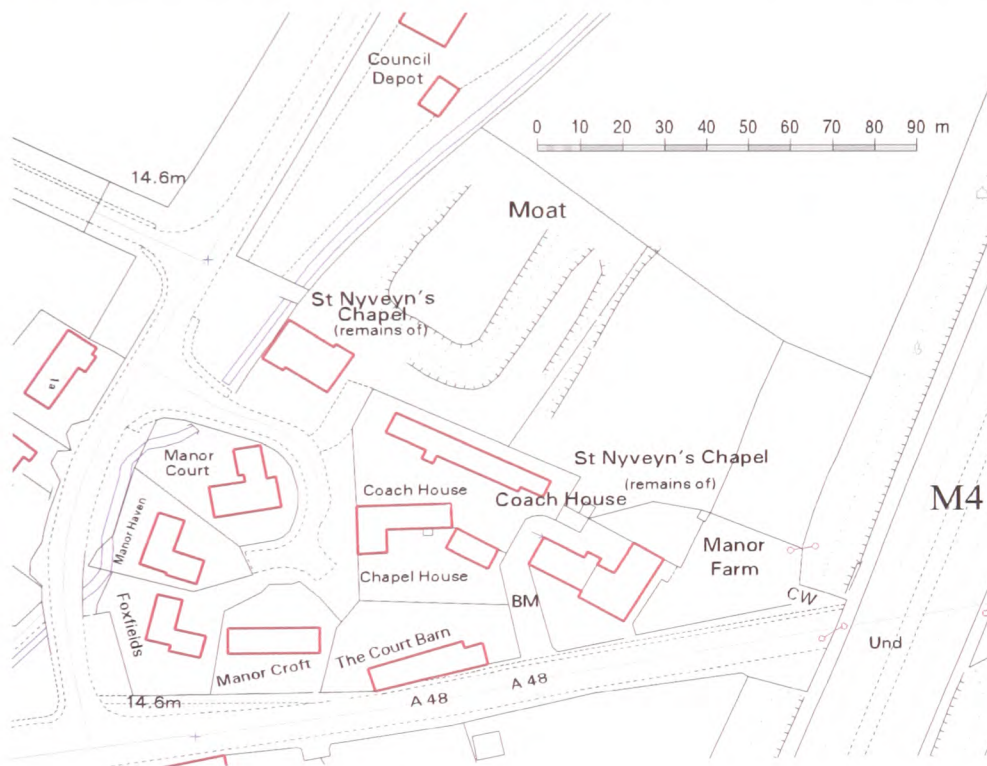 Council
Depot
0 10 20 30 40 50 60 70 80 90 m
14.6m
Moat
St Nyveyn's
Chapel
(remains of)
1a
Manor
Court
St Nyveyn's Chapel
(remains of)
Coach House
Coach House
M4
Manor Haven
Manor
Farm
Chapel House
BM
CW
Foxfields
The Court Barn
Und
Manor Croft
A 48
A 48
14.6m